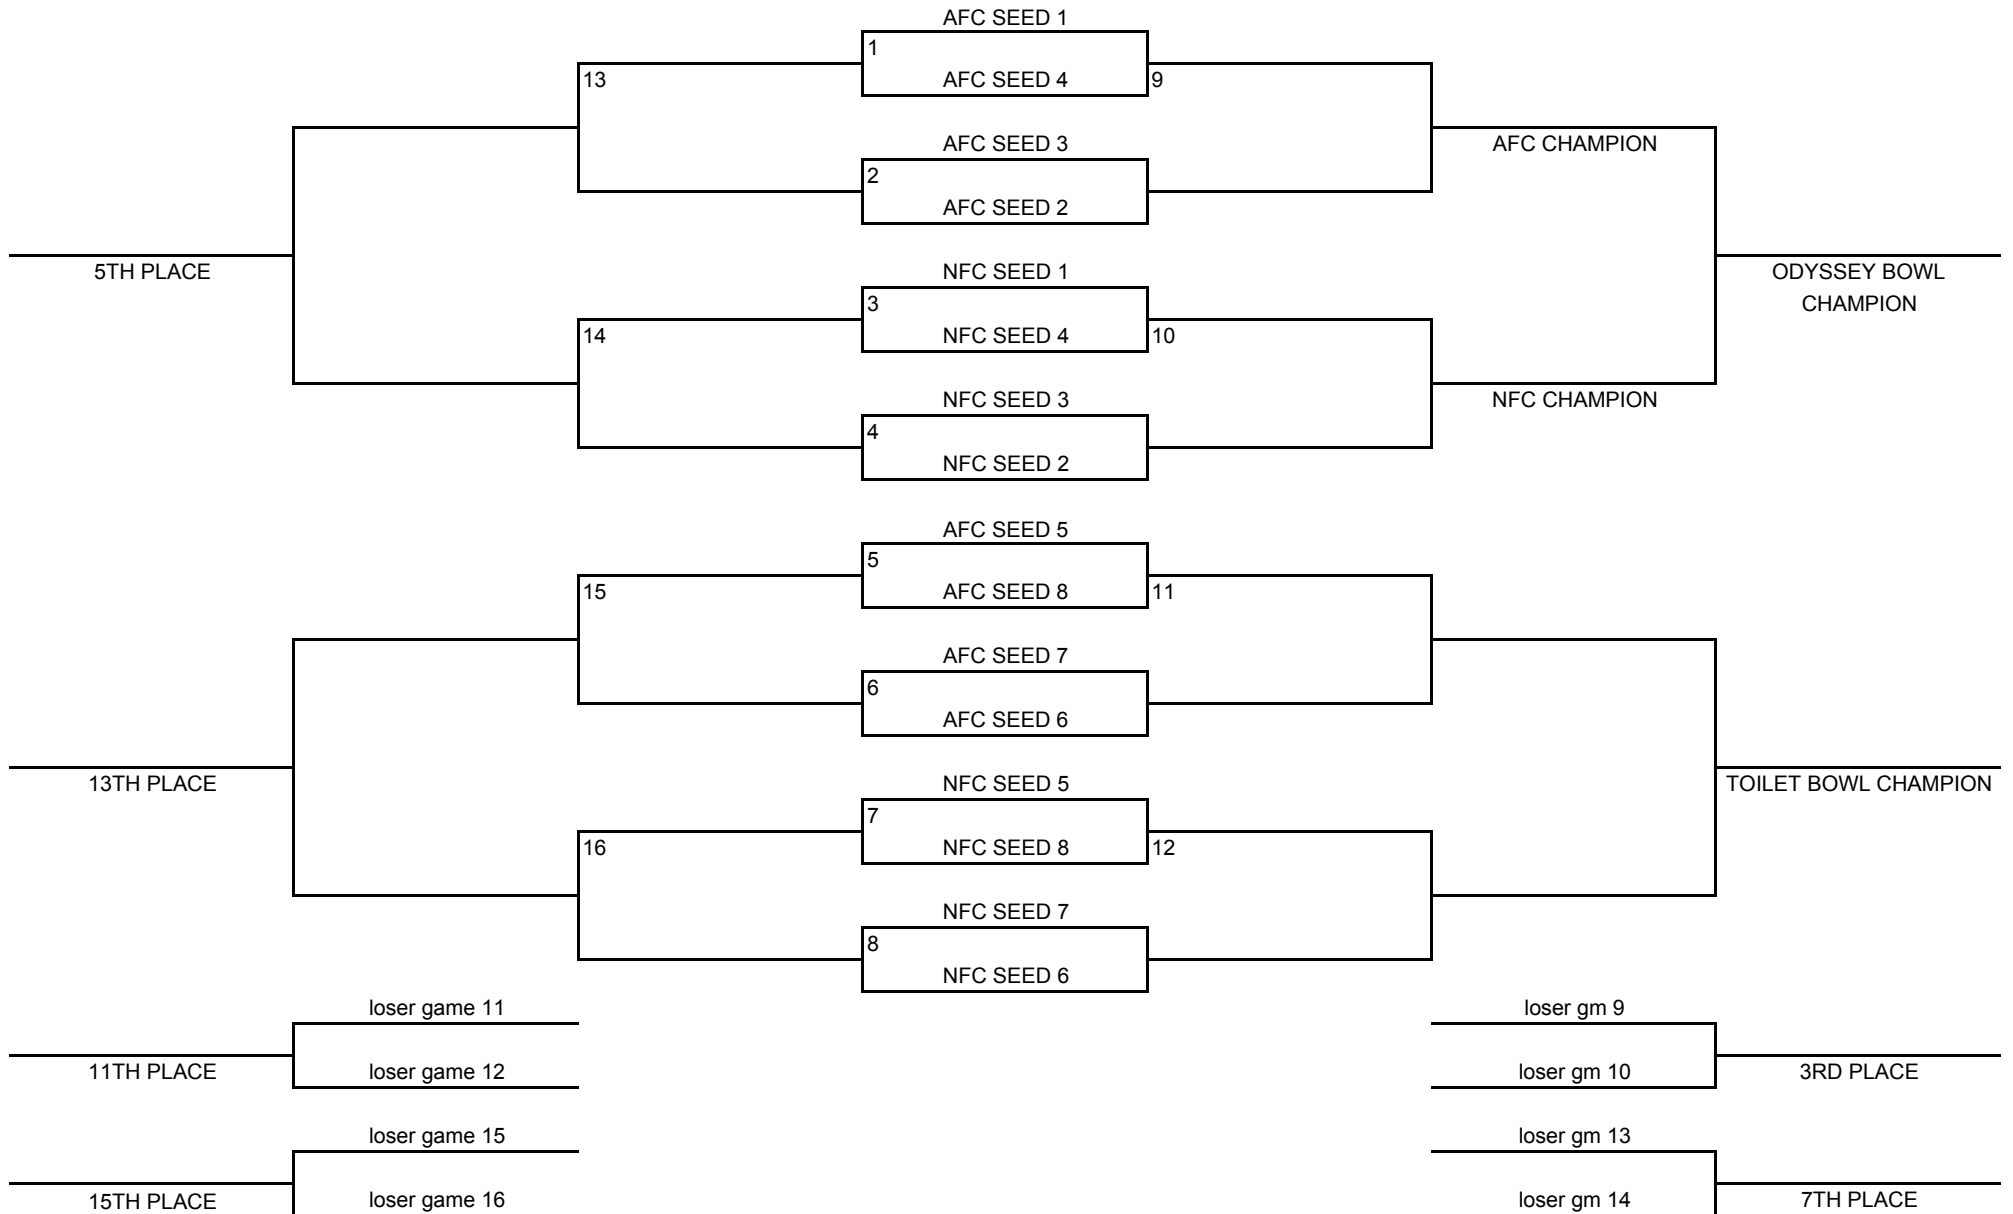 AFC SEED 1
1
AFC SEED 4
13
9
AFC SEED 3
AFC CHAMPION
2
AFC SEED 2
5TH PLACE
NFC SEED 1
ODYSSEY BOWL
CHAMPION
3
NFC SEED 4
14
10
NFC SEED 3
NFC CHAMPION
4
NFC SEED 2
AFC SEED 5
5
AFC SEED 8
15
11
AFC SEED 7
6
AFC SEED 6
13TH PLACE
NFC SEED 5
TOILET BOWL CHAMPION
7
NFC SEED 8
16
12
NFC SEED 7
8
NFC SEED 6
loser game 11
loser gm 9
11TH PLACE
loser game 12
loser gm 10
3RD PLACE
loser game 15
loser gm 13
15TH PLACE
loser game 16
loser gm 14
7TH PLACE